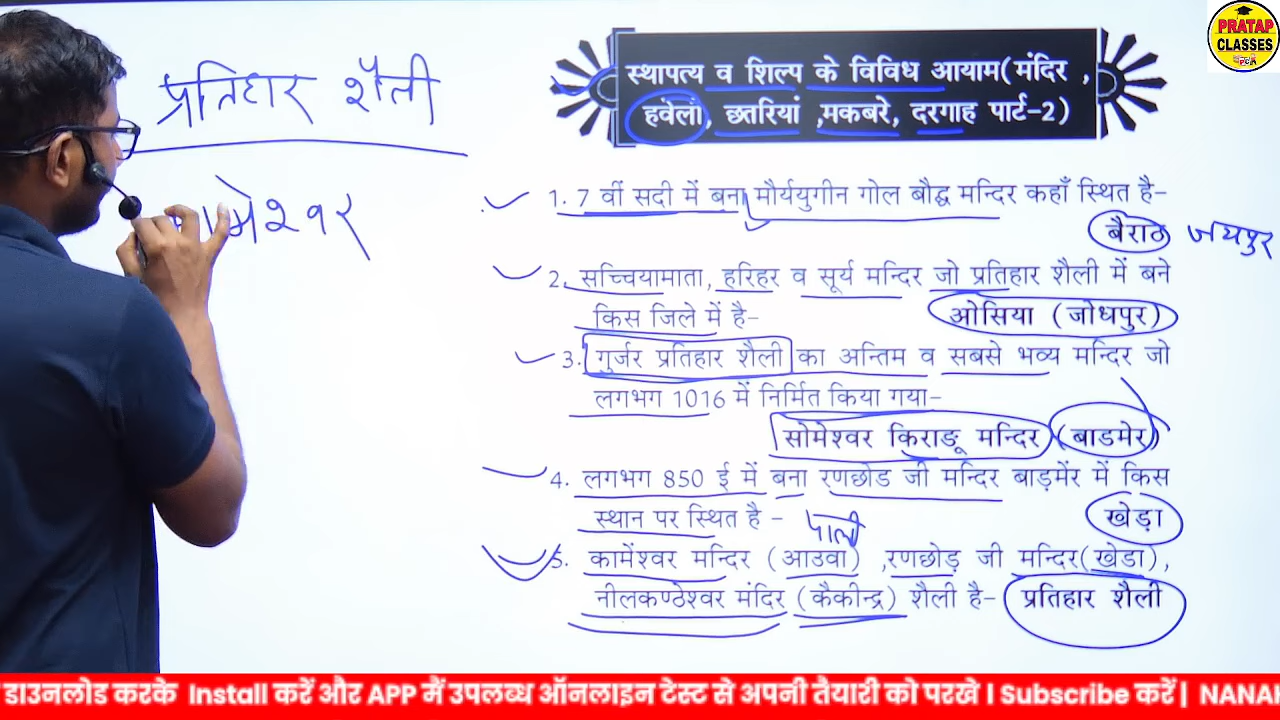 प्रतिहार शैली
मेश्वर
PRATAP
CLASSES
स्थापत्य व शिल्प के विविध आयाम(मंदिर ,
हवेली, छतरियां ,मकबरे, दरगाह पार्ट-2)
1. 7 वीं सदी में बना मौर्ययुगीन गोल बौद्ध मन्दिर कहाँ स्थित है-
बैराठ जयपुर
2. सच्चियामाता, हरिहर व सूर्य मन्दिर जो प्रतिहार शैली में बने
किस जिले में है- ओसिया (जोधपुर)
3. गुर्जर प्रतिहार शैली का अन्तिम व सबसे भव्य मन्दिर जो
लगभग 1016 में निर्मित किया गया-
सोमेश्वर किराडू मन्दिर (बाडमेर)
4. लगभग 850 ई में बना रणछोड जी मन्दिर बाड़मेंर में किस
स्थान पर स्थित है - खेड़ा
पाली
5. कामेंश्वर मन्दिर (आउवा) ,रणछोड़ जी मन्दिर(खेडा),
नीलकण्ठेश्वर मंदिर (कैकीन्द्र) शैली है- प्रतिहार शैली
डाउनलोड करके Install करें और APP मैं उपलब्ध ऑनलाइन टेस्ट से अपनी तैयारी को परखे । Subscribe करें | NANAH